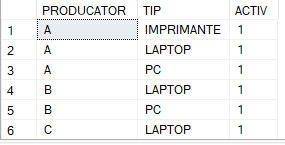 PRODUCATOR TIP ACTIV
1 A IMPRIMANTE 1
2 A LAPTOP 1
3 A PC 1
4 B LAPTOP 1
5 B PC 1
6 C LAPTOP 1